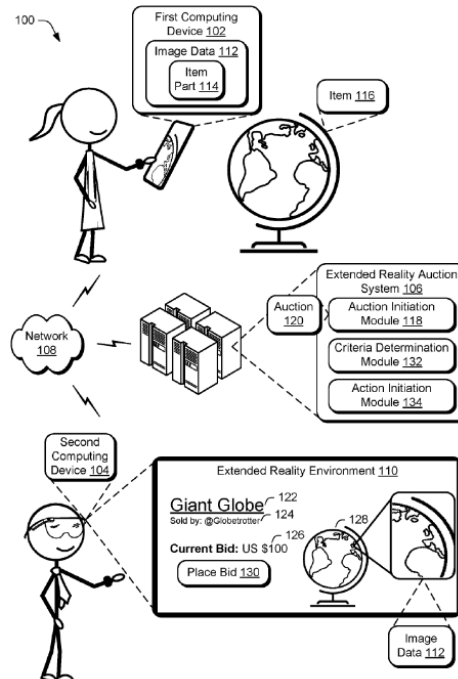 100
First Computing
Device 102
Image Data 112
Item
Part 114
Item 116
Extended Reality Auction
System 106
Auction
120
Auction Initiation
Module 118
Criteria Determination
Module 132
Action Initiation
Module 134
Network
108
Second
Computing
Device 104
Extended Reality Environment 110
Giant Globe 122
Sold by: @Globetrotter 124
126
Current Bid: US $100
128
Place Bid 130
Image
Data 112